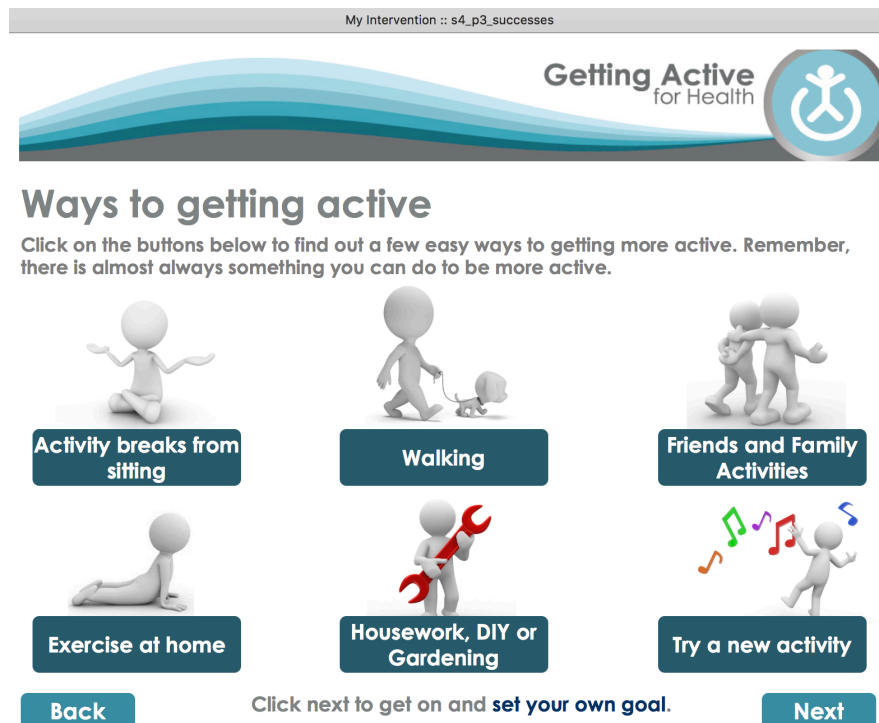 My Intervention :: s4_p3_successes
Getting Active
for Health
Ways to getting active
Click on the buttons below to find out a few easy ways to getting more active. Remember,
there is almost always something you can do to be more active.
Activity breaks from
sitting
Walking
Friends and Family
Activities
Exercise at home
Housework, DIY or
Gardening
Try a new activity
Back
Click next to get on and set your own goal.
Next